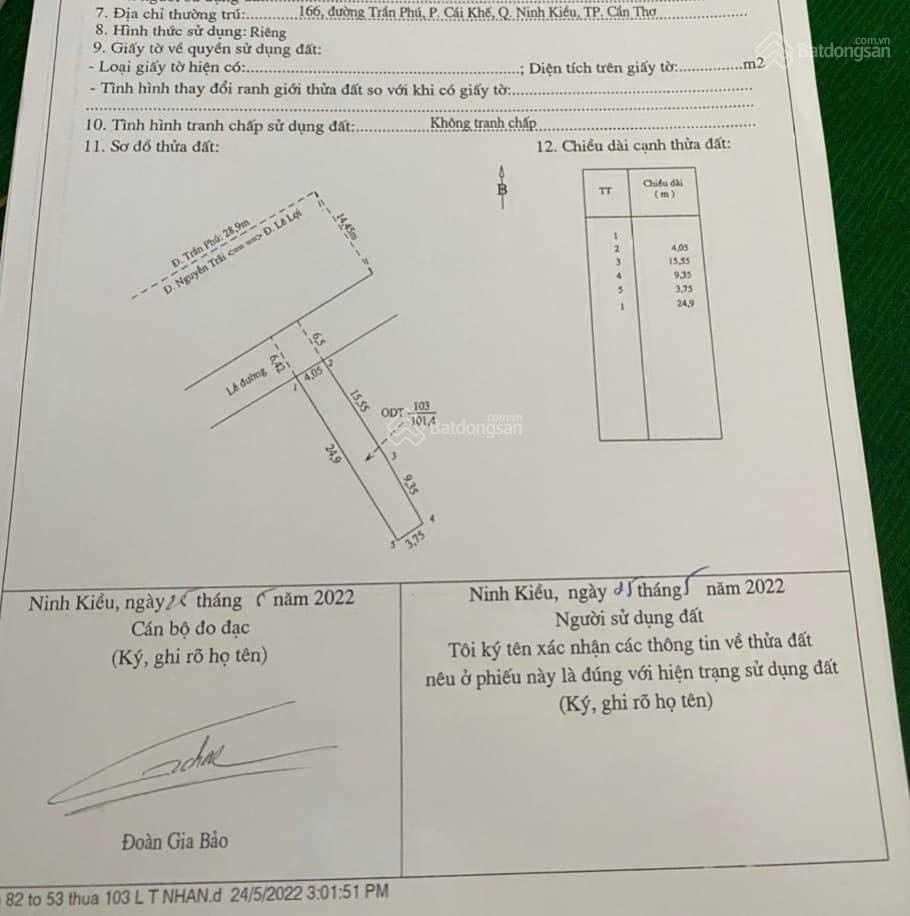 7. Địa chỉ thường trú:..........166, đường Trần Phú, P. Cái Khế, Q. Ninh Kiều, TP. Cần Thơ
8. Hình thức sử dụng: Riêng
9. Giấy tờ về quyền sử dụng đất:
- Loại giấy tờ hiện có:..........; Diện tích trên giấy tờ:..........m2
- Tình hình thay đổi ranh giới thửa đất so với khi có giấy tờ:..........
10. Tình hình tranh chấp sử dụng đất:..........Không tranh chấp..........
11. Sơ đồ thửa đất:
12. Chiều dài cạnh thửa đất:
B
TT
Chiều dài
(m)
1
2 4,05
3 15,55
4 9,35
5 3,75
1 24,9
Đ. Trần Phú: 28,9m
Đ. Nguyễn Trãi <== ==> Đ. Lê Lợi
14,45m
6,5
6,42
Lề đường
1
4,05
2
15,55
ODT 103
101,4
24,9
3
9,35
4
5
3,75
Batdongsan.com.vn
Batdongsan.com.vn
Ninh Kiều, ngày 25 tháng 5 năm 2022
Cán bộ đo đạc
(Ký, ghi rõ họ tên)
Đoàn Gia Bảo
Ninh Kiều, ngày 25 tháng 5 năm 2022
Người sử dụng đất
Tôi ký tên xác nhận các thông tin về thửa đất
nêu ở phiếu này là đúng với hiện trạng sử dụng đất
(Ký, ghi rõ họ tên)
82 to 53 thua 103 L T NHAN.d 24/5/2022 3:01:51 PM